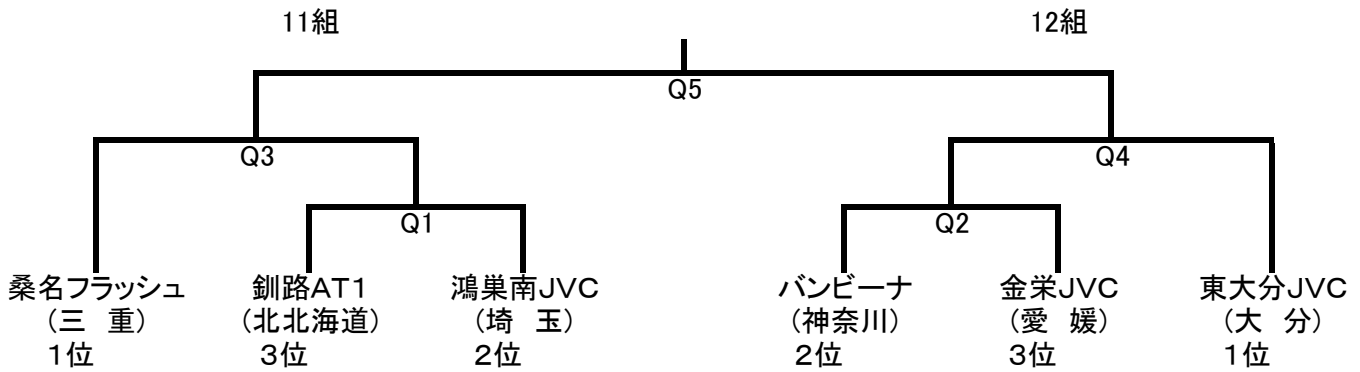 11組 12組
Q5
Q3 Q4
Q1 Q2
桑名フラッシュ 釧路AT1 鴻巣南JVC バンビーナ 金栄JVC 東大分JVC
(三 重) (北北海道) (埼 玉) (神奈川) (愛 媛) (大 分)
1位 3位 2位 2位 3位 1位